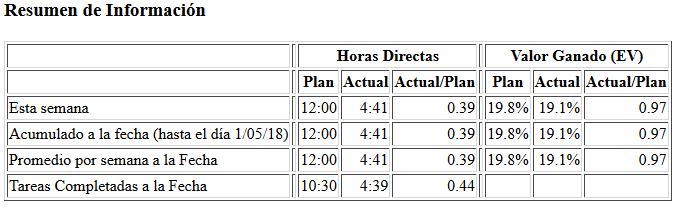 Resumen de Información
Horas Directas Valor Ganado (EV)
Plan Actual Actual/Plan Plan Actual Actual/Plan
Esta semana 12:00 4:41 0.39 19.8% 19.1% 0.97
Acumulado a la fecha (hasta el día 1/05/18) 12:00 4:41 0.39 19.8% 19.1% 0.97
Promedio por semana a la Fecha 12:00 4:41 0.39 19.8% 19.1% 0.97
Tareas Completadas a la Fecha 10:30 4:39 0.44